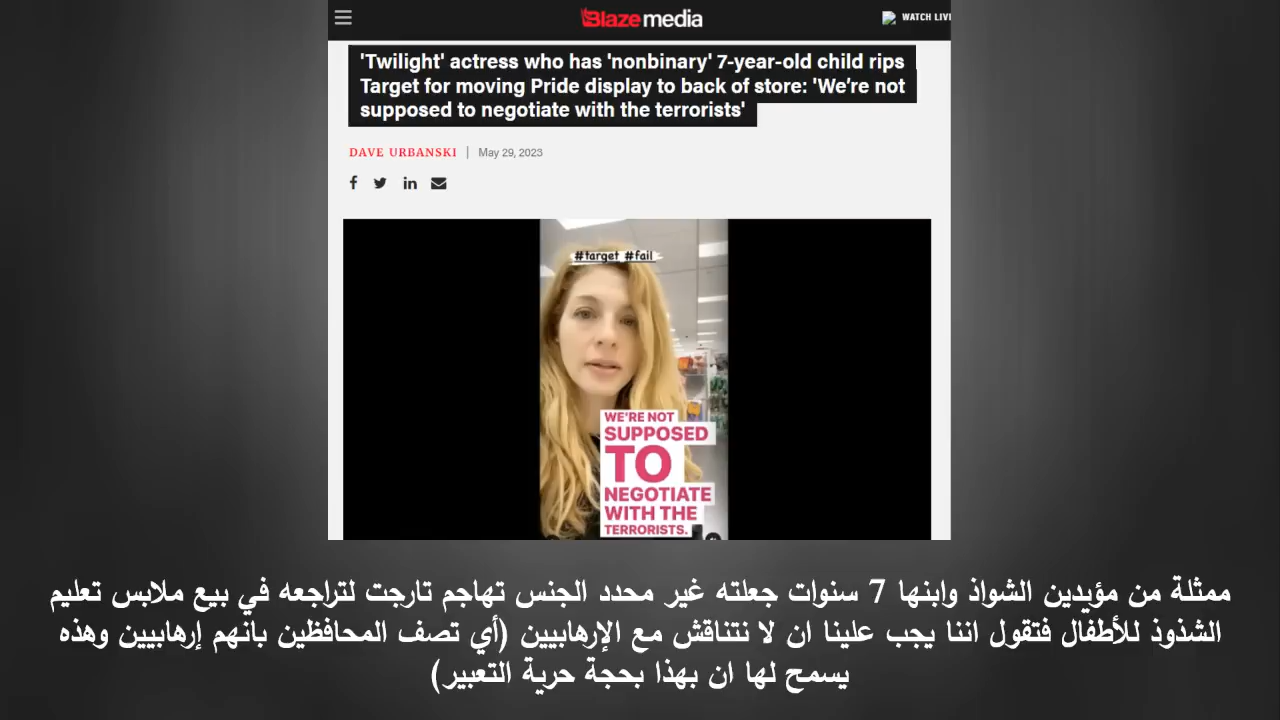 Blaze media
WATCH LIV
'Twilight' actress who has 'nonbinary' 7-year-old child rips
Target for moving Pride display to back of store: 'We're not
supposed to negotiate with the terrorists'
DAVE URBANSKI | May 29, 2023
#target #fail
WE'RE NOT
SUPPOSED
TO
NEGOTIATE
WITH THE
TERRORISTS.
ممثلة من مؤيدين الشواذ وابنها 7 سنوات جعلته غير محدد الجنس تهاجم تارجت لتراجعه في بيع ملابس تعليم
الشذوذ للأطفال فتقول اننا يجب علينا ان لا نتناقش مع الإرهابيين (أي تصف المحافظين بانهم إرهابيين وهذه
يسمح لها ان بهذا بحجة حرية التعبير)